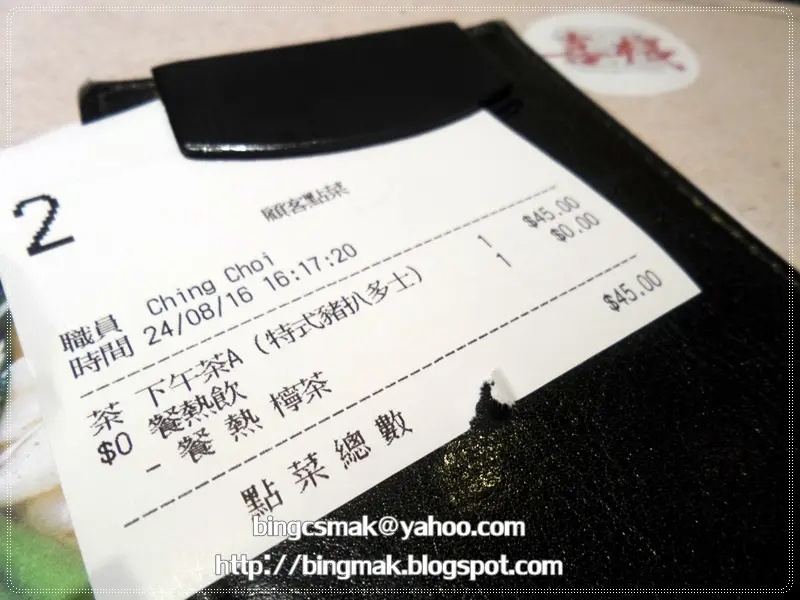 喜棧
2
顧客點菜
職員 Ching Choi
時間 24/08/16 16:17:20
茶 下午茶A (特式豬扒多士) 1 $45.00
$0 餐熱飲 1 $0.00
- 餐 熱 檸茶
點菜總數 $45.00
bingcsmak@yahoo.com
http://bingmak.blogspot.com